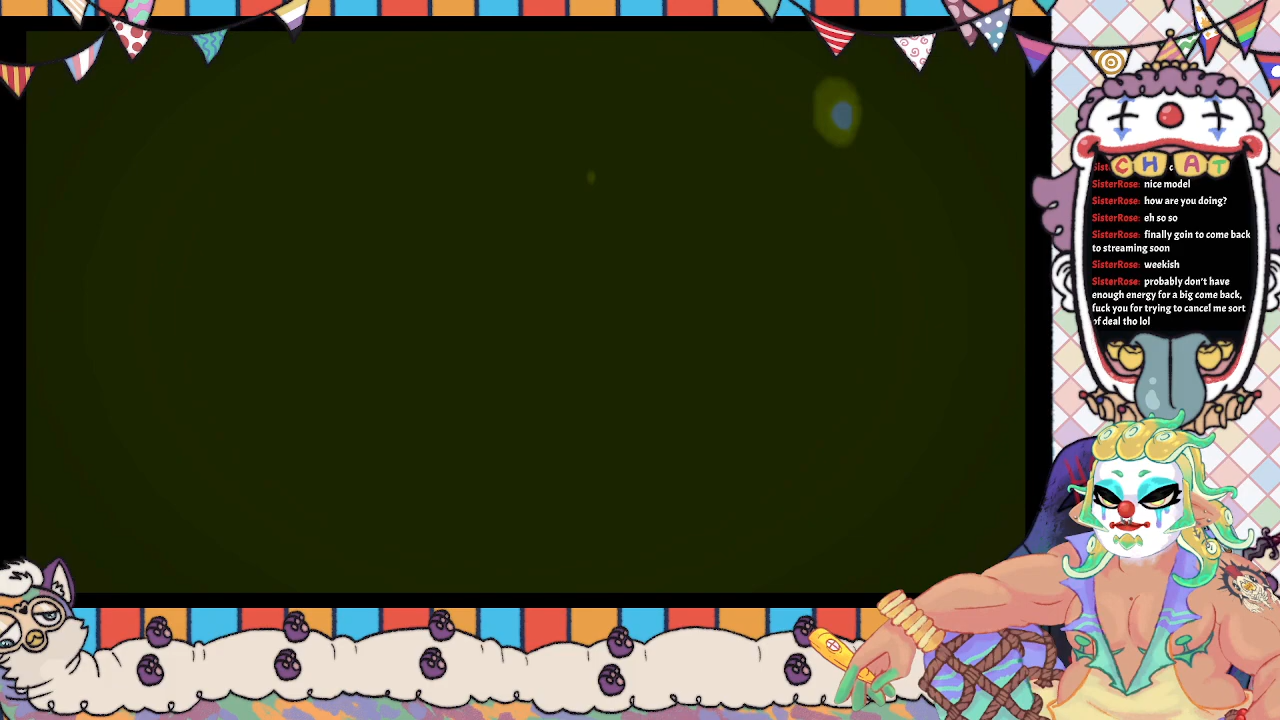 CHAT
SisterRose: nice model
SisterRose: how are you doing?
SisterRose: eh so so
SisterRose: finally goin to come back
to streaming soon
SisterRose: weekish
SisterRose: probably don't have
enough energy for a big come back,
fuck you for trying to cancel me sort
of deal tho lol